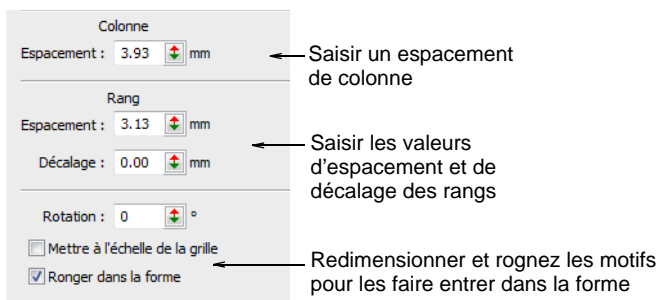 Colonne
Espacement : 3.93 mm
Saisir un espacement
de colonne
Rang
Espacement : 3.13 mm
Décalage : 0.00 mm
Saisir les valeurs
d'espacement et de
décalage des rangs
Rotation : 0 °
Mettre à l'échelle de la grille
Ronger dans la forme
Redimensionner et rognez les motifs
pour les faire entrer dans la forme